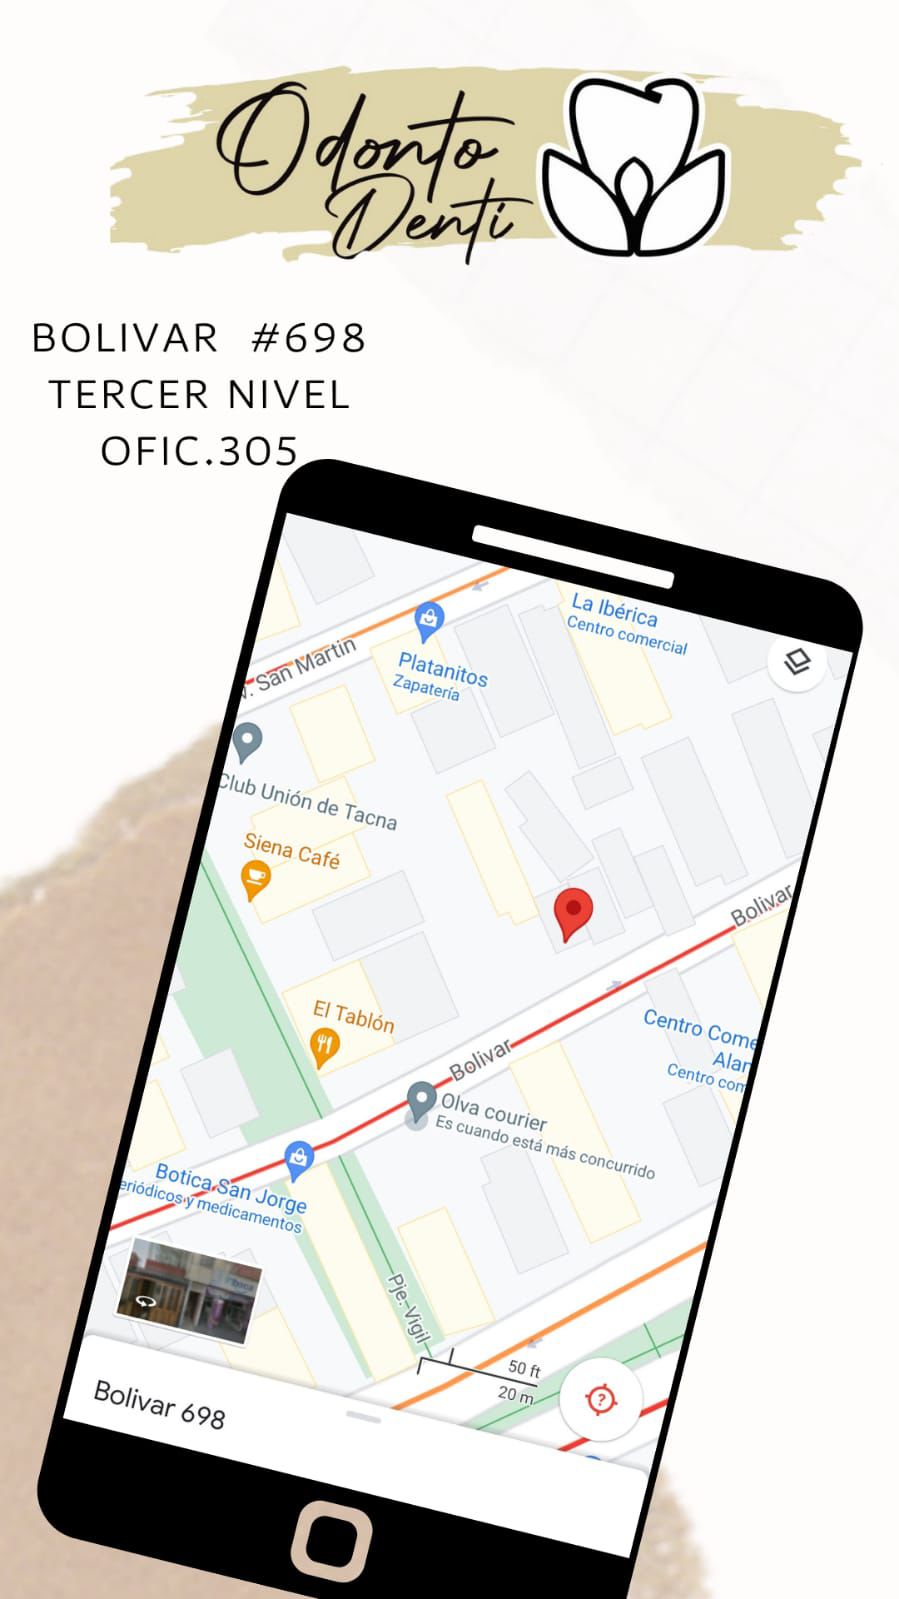 Odonto
Denti
BOLIVAR #698
TERCER NIVEL
OFIC.305
La Ibérica
Centro comercial
Platanitos
Zapatería
v. San Martin
Club Unión de Tacna
Siena Café
Bolivar
El Tablón
Centro Come
Alan
Centro com
Bolivar
Olva courier
Es cuando está más concurrido
Botica San Jorge
eriódicos y medicamentos
Pje. Vigil
50 ft
20 m
?
Bolivar 698